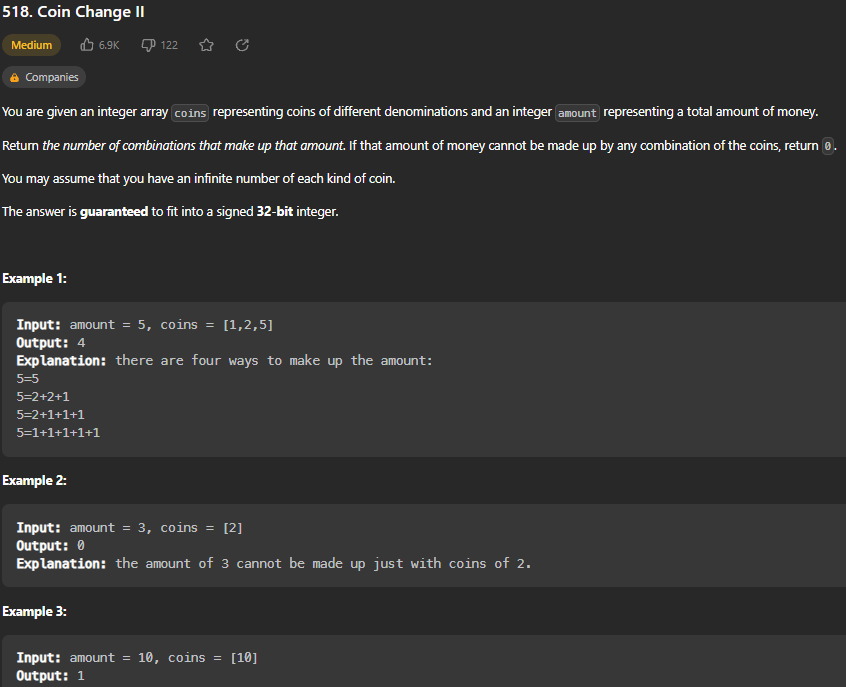 518. Coin Change II
Medium 6.9K 122
Companies
You are given an integer array coins representing coins of different denominations and an integer amount representing a total amount of money.
Return the number of combinations that make up that amount. If that amount of money cannot be made up by any combination of the coins, return 0.
You may assume that you have an infinite number of each kind of coin.
The answer is guaranteed to fit into a signed 32-bit integer.
Example 1:
Input: amount = 5, coins = [1,2,5]
Output: 4
Explanation: there are four ways to make up the amount:
5=5
5=2+2+1
5=2+1+1+1
5=1+1+1+1+1
Example 2:
Input: amount = 3, coins = [2]
Output: 0
Explanation: the amount of 3 cannot be made up just with coins of 2.
Example 3:
Input: amount = 10, coins = [10]
Output: 1